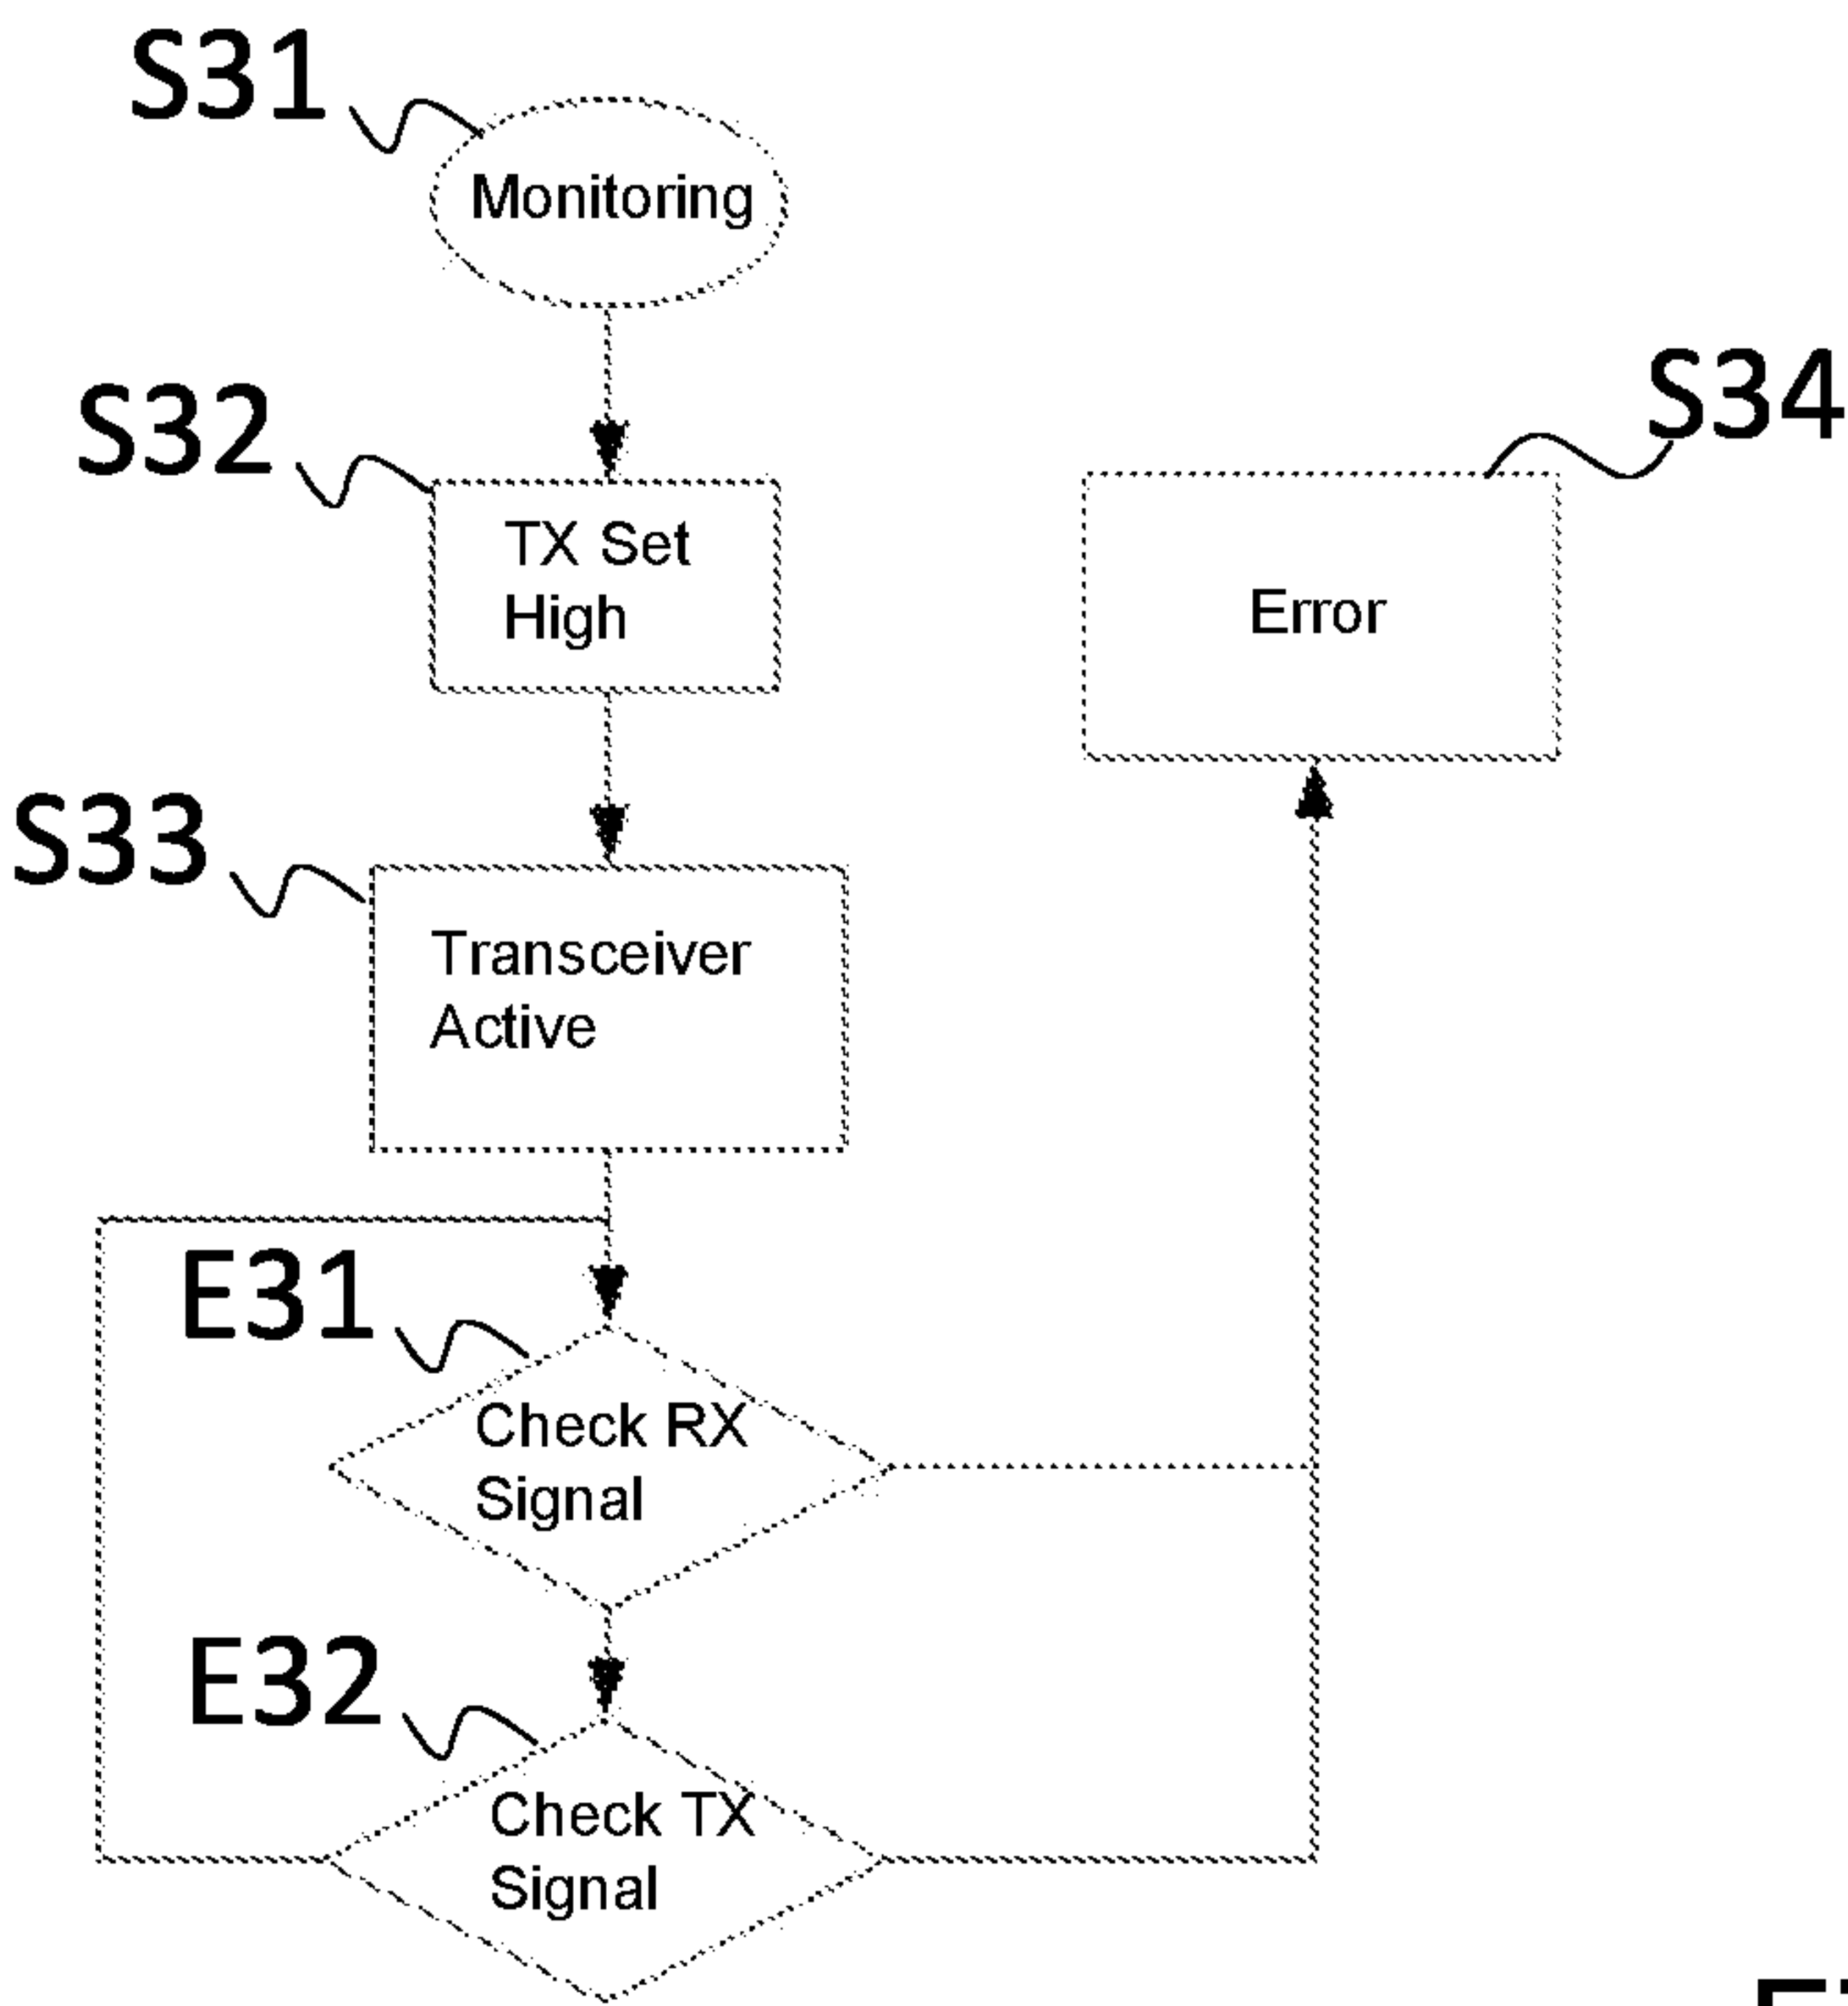 S31
Monitoring
S32
TX Set
High
S34
Error
S33
Transceiver
Active
E31
Check RX
Signal
E32
Check TX
Signal